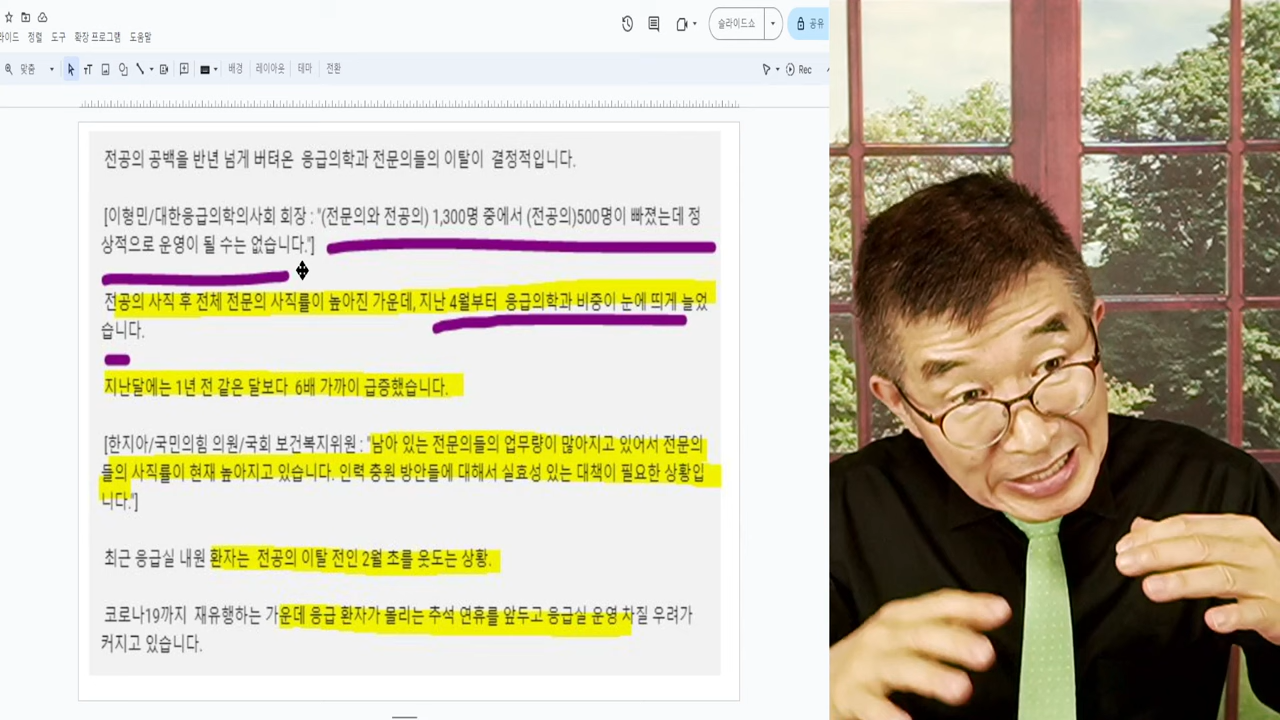 슬라이드쇼
공유
라이드 정렬 도구 확장 프로그램 도움말
맞춤 배경 레이아웃 테마 전환 Rec
전공의 공백을 반년 넘게 버텨온 응급의학과 전문의들의 이탈이 결정적입니다.
[이형민/대한응급의학의사회 회장 : "(전문의와 전공의) 1,300명 중에서 (전공의)500명이 빠졌는데 정
상적으로 운영이 될 수는 없습니다."]
전공의 사직 후 전체 전문의 사직률이 높아진 가운데, 지난 4월부터 응급의학과 비중이 눈에 띄게 늘었
습니다.
지난달에는 1년 전 같은 달보다 6배 가까이 급증했습니다.
[한지아/국민의힘 의원/국회 보건복지위원 : "남아 있는 전문의들의 업무량이 많아지고 있어서 전문의
들의 사직률이 현재 높아지고 있습니다. 인력 충원 방안들에 대해서 실효성 있는 대책이 필요한 상황입
니다."]
최근 응급실 내원 환자는 전공의 이탈 전인 2월 초를 웃도는 상황.
코로나19까지 재유행하는 가운데 응급 환자가 몰리는 추석 연휴를 앞두고 응급실 운영 차질 우려가
커지고 있습니다.